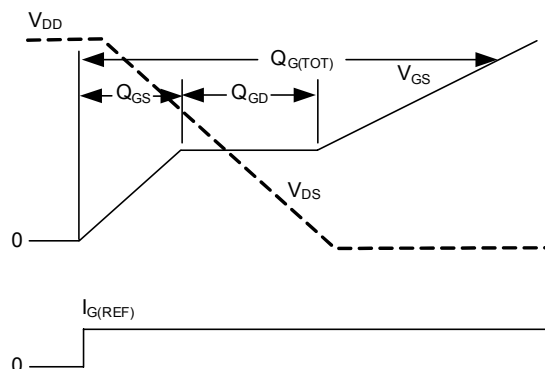 VDD
QG(TOT)
VGS
QGS
QGD
VDS
0
IG(REF)
0